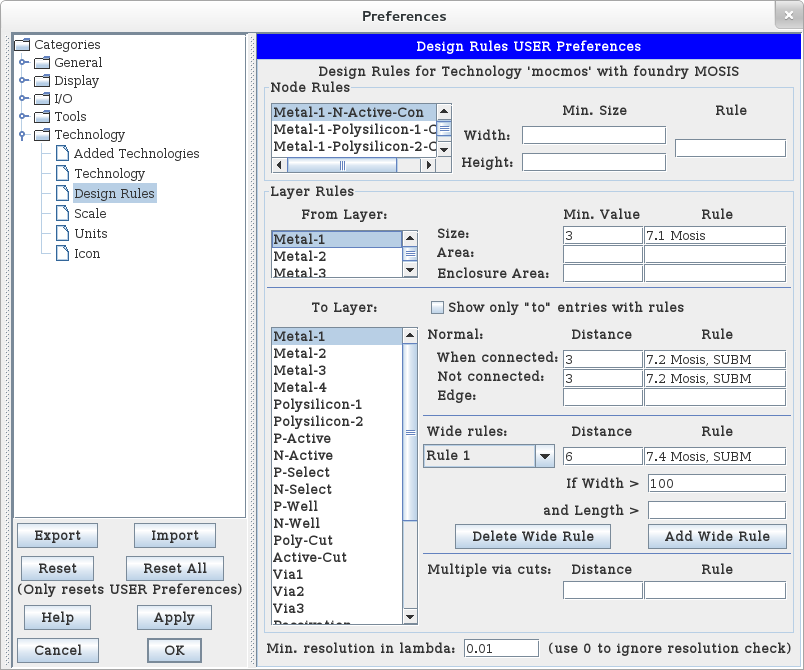 Preferences
Categories
General
Display
I/O
Tools
Technology
Added Technologies
Technology
Design Rules
Scale
Units
Icon
Export Import
Reset Reset All
(Only resets USER Preferences)
Help Apply
Cancel OK
Design Rules USER Preferences
Design Rules for Technology 'mocmos' with foundry MOSIS
Node Rules
Metal-1-N-Active-Con
Metal-1-Polysilicon-1-C
Metal-1-Polysilicon-2-C
Min. Size Rule
Width:
Height:
Layer Rules
From Layer:
Metal-1
Metal-2
Metal-3
Min. Value Rule
Size: 3 7.1 Mosis
Area:
Enclosure Area:
To Layer:
Metal-1
Metal-2
Metal-3
Metal-4
Polysilicon-1
Polysilicon-2
P-Active
N-Active
P-Select
N-Select
P-Well
N-Well
Poly-Cut
Active-Cut
Via1
Via2
Via3
Passivation
Show only "to" entries with rules
Normal: Distance Rule
When connected: 3 7.2 Mosis, SUBM
Not connected: 3 7.2 Mosis, SUBM
Edge:
Wide rules: Distance Rule
Rule 1 6 7.4 Mosis, SUBM
If Width > 100
and Length >
Delete Wide Rule Add Wide Rule
Multiple via cuts: Distance Rule
Min. resolution in lambda: 0.01 (use 0 to ignore resolution check)